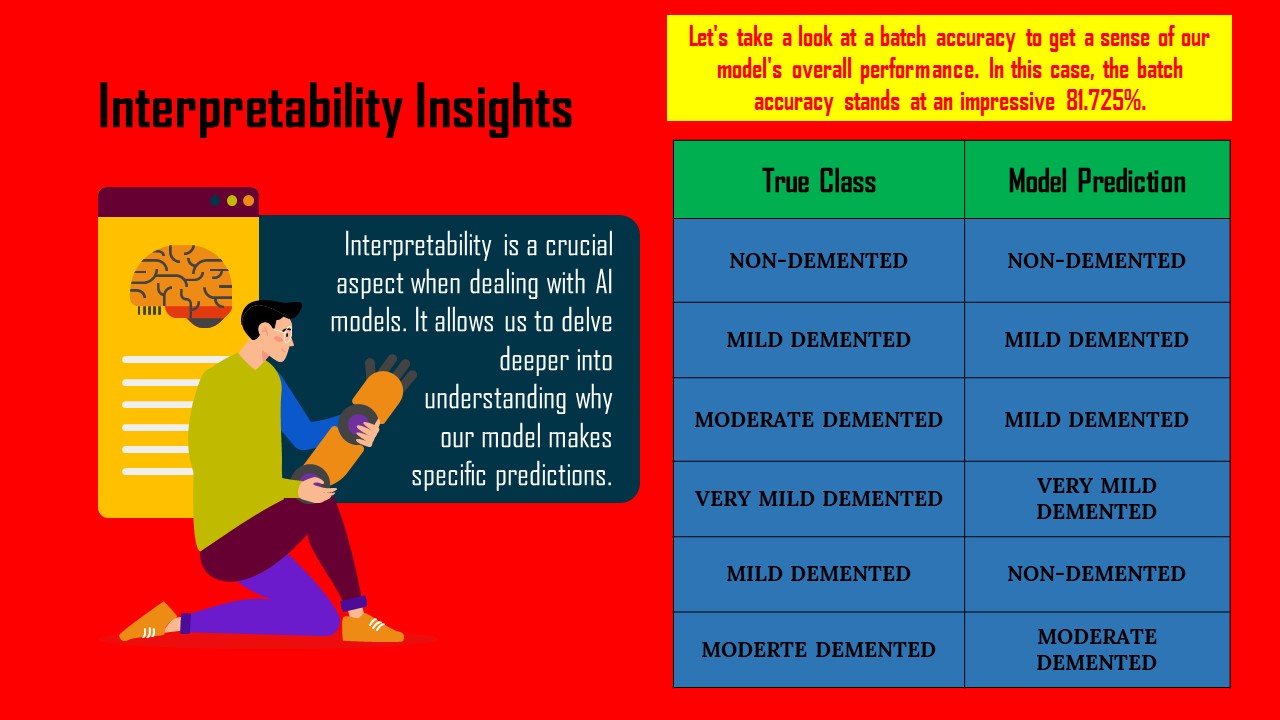 Interpretability Insights
Interpretability is a crucial
aspect when dealing with AI
models. It allows us to delve
deeper into
understanding why
our model makes
specific predictions.
Let's take a look at a batch accuracy to get a sense of our
model's overall performance. In this case, the batch
accuracy stands at an impressive 81.725%.
True Class Model Prediction
NON-DEMENTED NON-DEMENTED
MILD DEMENTED MILD DEMENTED
MODERATE DEMENTED MILD DEMENTED
VERY MILD DEMENTED VERY MILD
DEMENTED
MILD DEMENTED NON-DEMENTED
MODERTE DEMENTED MODERATE
DEMENTED